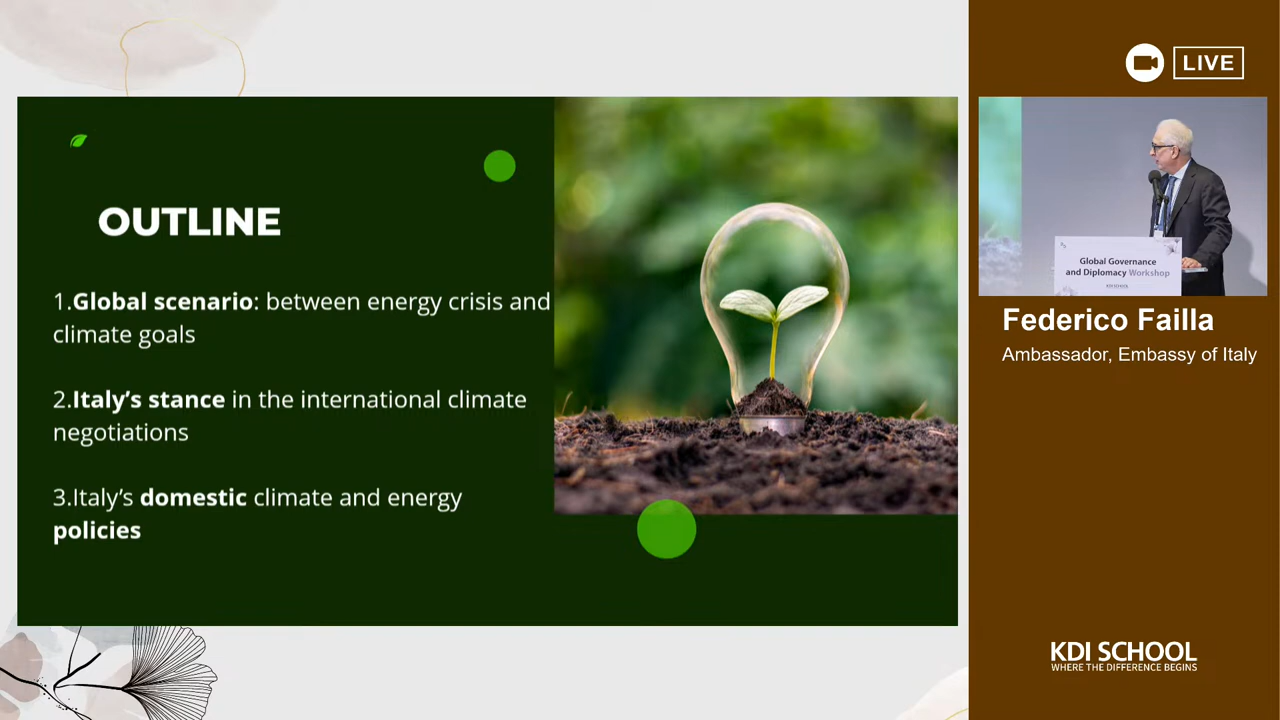 OUTLINE
1.Global scenario: between energy crisis and
climate goals
2.Italy’s stance in the international climate
negotiations
3.Italy’s domestic climate and energy
policies
LIVE
Global Governance
and Diplomacy Workshop
KDI SCHOOL
Federico Failla
Ambassador, Embassy of Italy
KDI SCHOOL
WHERE THE DIFFERENCE BEGINS